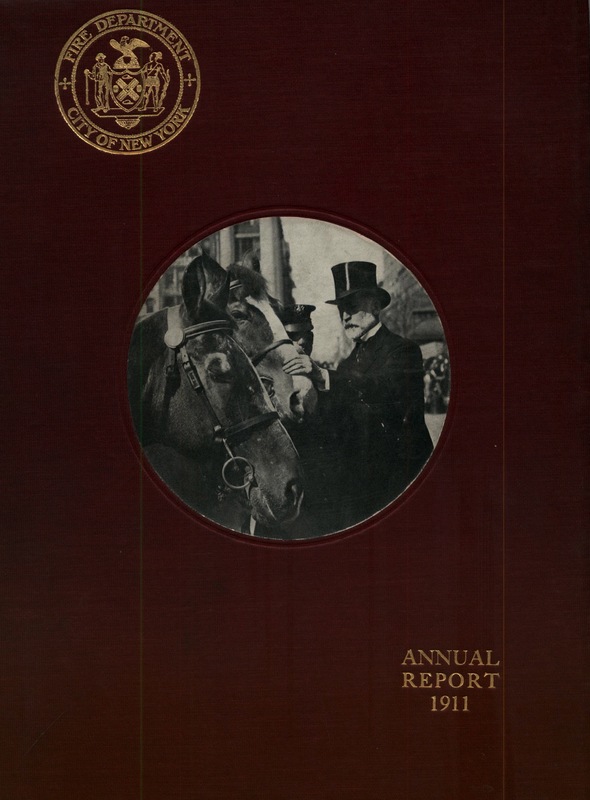 FIRE DEPARTMENT
CITY OF NEW YORK
ANNUAL
REPORT
1911